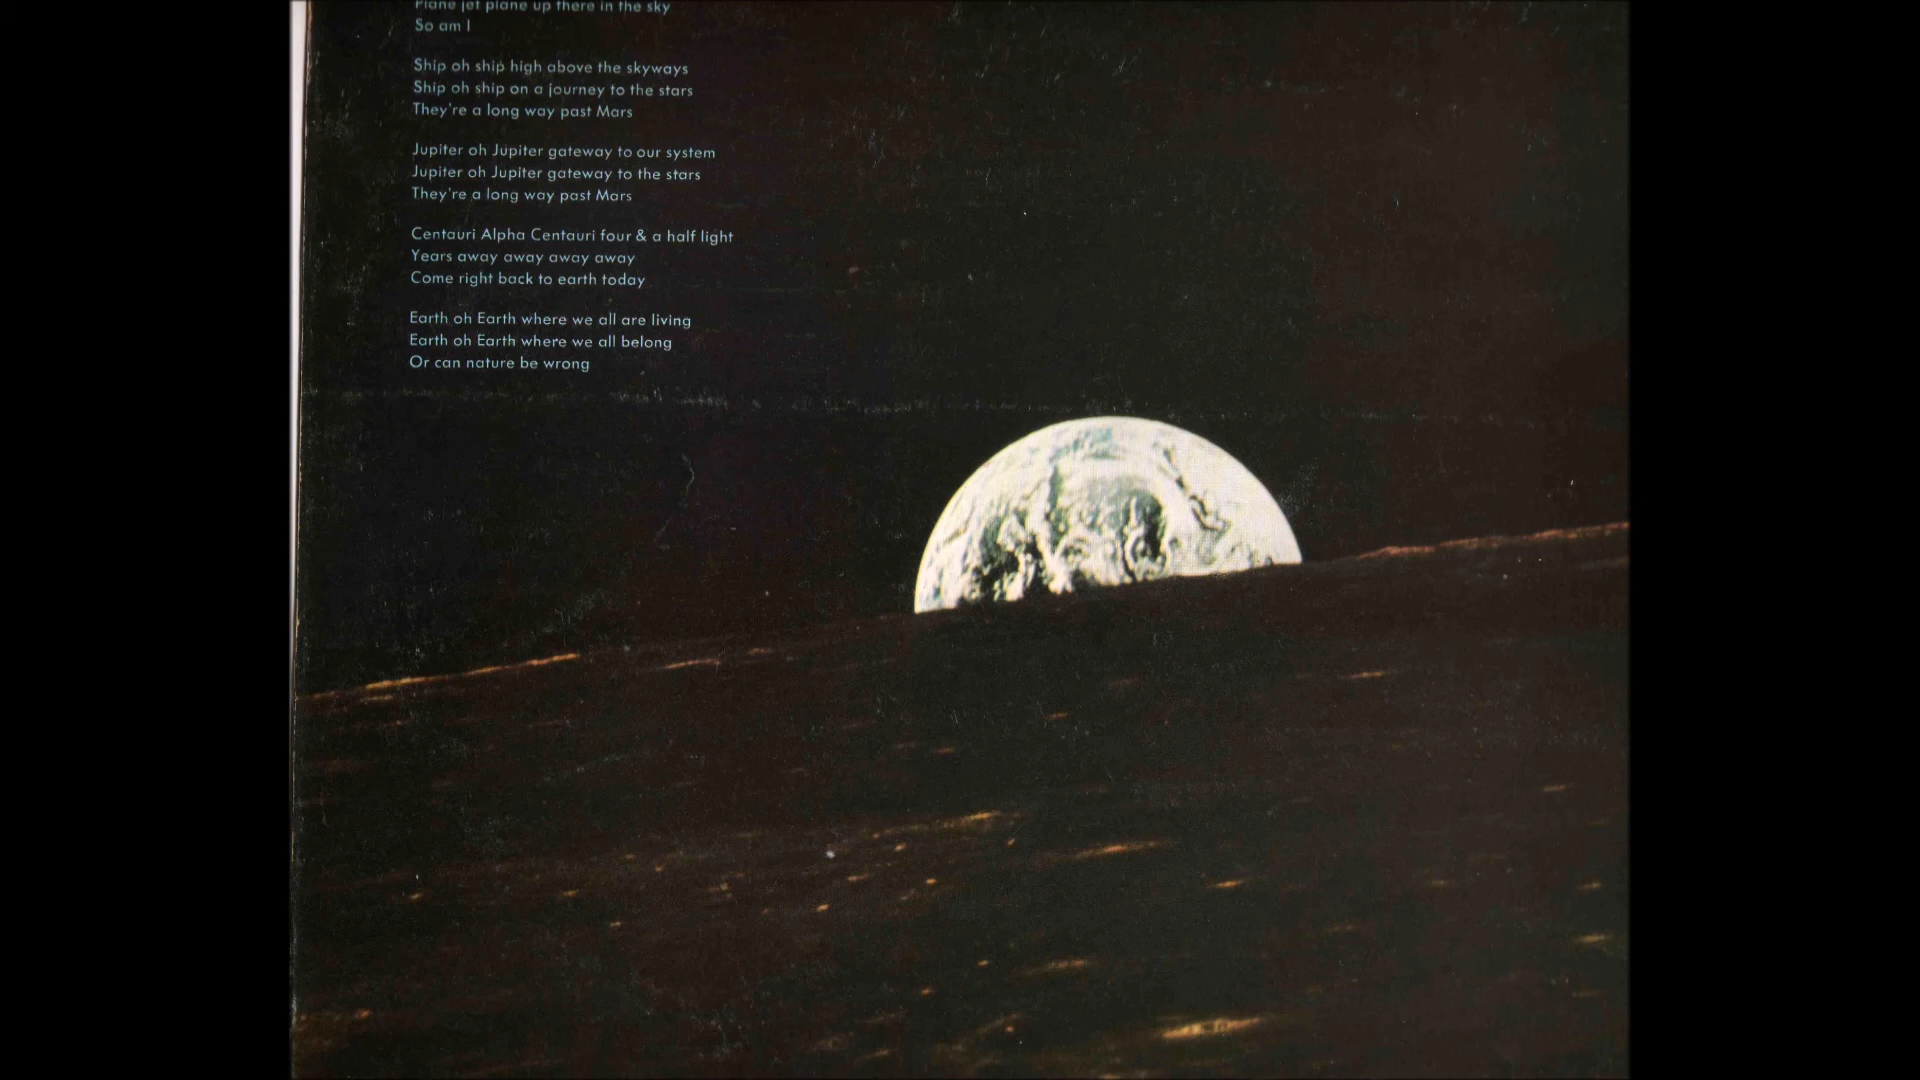 Plane jet plane up there in the sky
So am I
Ship oh ship high above the skyways
Ship oh ship on a journey to the stars
They're a long way past Mars
Jupiter oh Jupiter gateway to our system
Jupiter oh Jupiter gateway to the stars
They're a long way past Mars
Centauri Alpha Centauri four & a half light
Years away away away away
Come right back to earth today
Earth oh Earth where we all are living
Earth oh Earth where we all belong
Or can nature be wrong